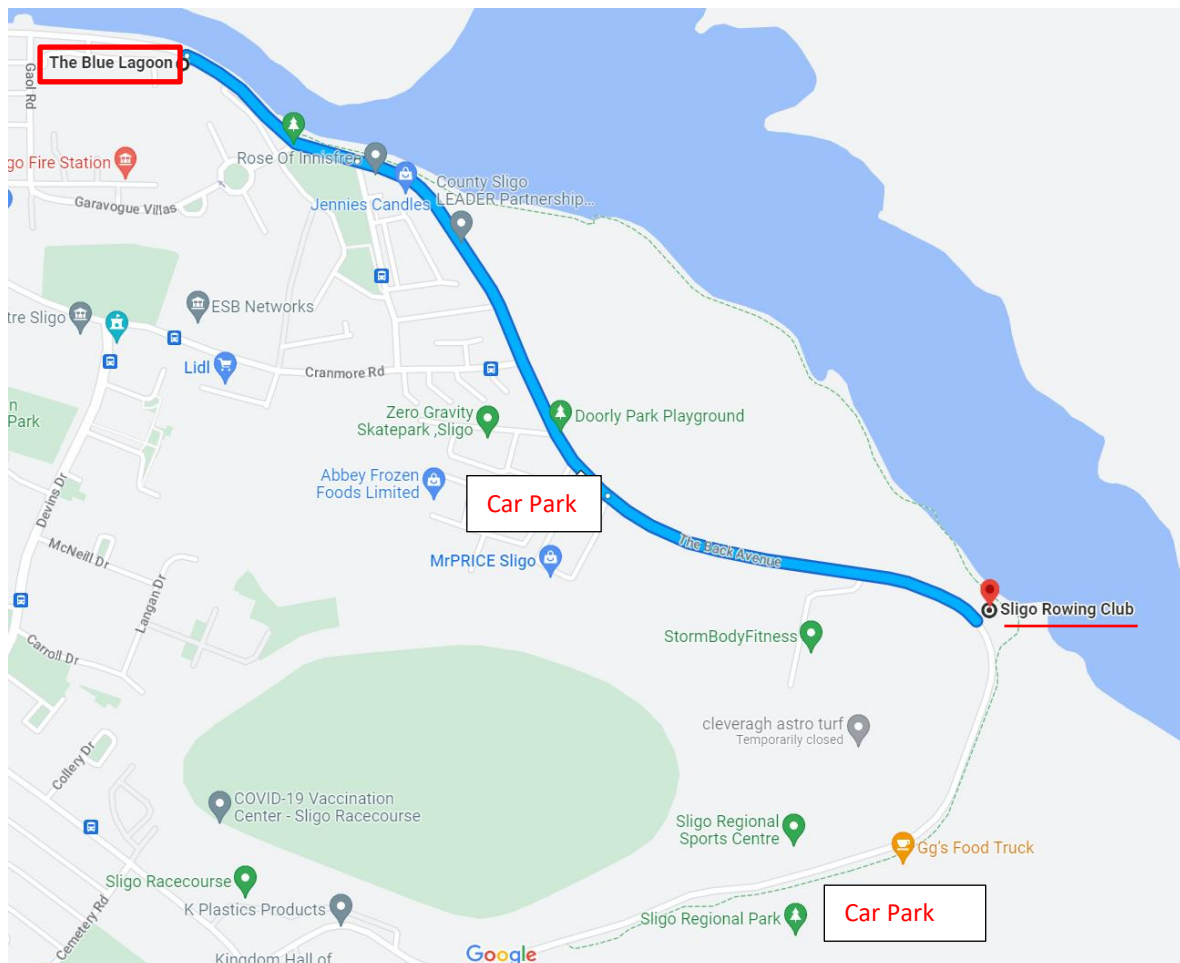 The Blue Lagoon
Gaol Rd
go Fire Station
Rose Of Innisfree
Garavogue Villas
Jennies Candles
County Sligo
LEADER Partnership...
ESB Networks
tre Sligo
Lidl
Cranmore Rd
n
Park
Zero Gravity
Skatepark ,Sligo
Doorly Park Playground
Devins Dr
Abbey Frozen
Foods Limited
Car Park
McNeill Dr
MrPRICE Sligo
The Back Avenue
Langan Dr
Sligo Rowing Club
Carroll Dr
StormBodyFitness
cleveragh astro turf
Temporarily closed
Collery Dr
COVID-19 Vaccination
Center - Sligo Racecourse
Sligo Regional
Sports Centre
Gg's Food Truck
Sligo Racecourse
K Plastics Products
Cemetery Rd
Sligo Regional Park
Car Park
Kingdom Hall of
Google